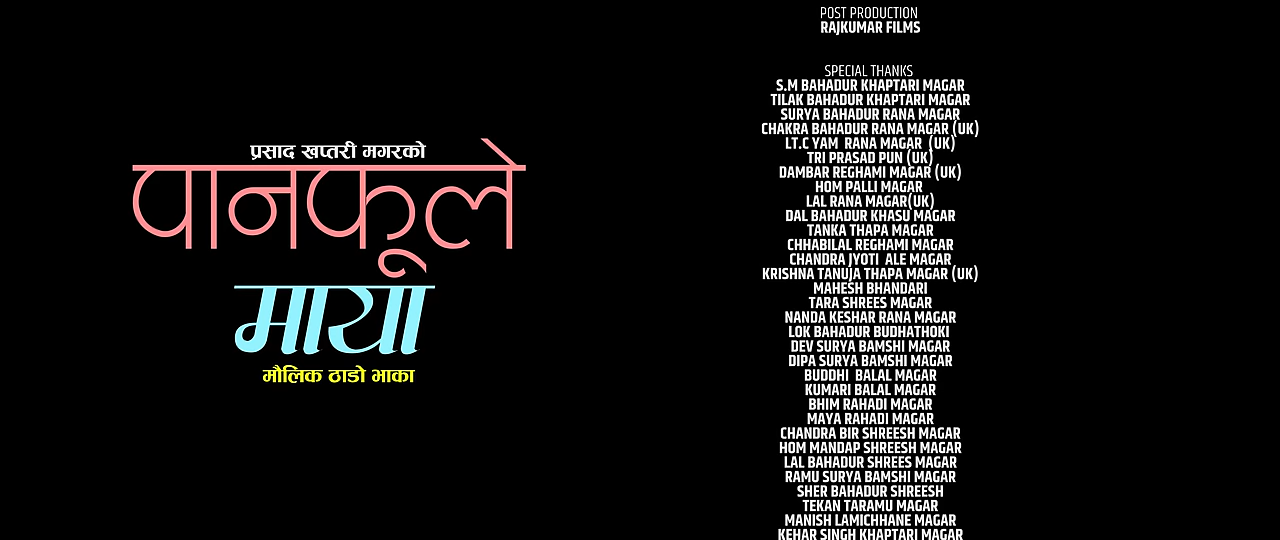 प्रसाद खप्तरी मगरको
पानफूले
माया
मौलिक ठाडो भाका
POST PRODUCTION
RAJKUMAR FILMS
SPECIAL THANKS
S.M BAHADUR KHAPTARI MAGAR
TILAK BAHADUR KHAPTARI MAGAR
SURYA BAHADUR RANA MAGAR
CHAKRA BAHADUR RANA MAGAR (UK)
LT.C YAM RANA MAGAR (UK)
TRI PRASAD PUN (UK)
DAMBAR REGHAMI MAGAR (UK)
HOM PALLI MAGAR
LAL RANA MAGAR(UK)
DAL BAHADUR KHASU MAGAR
TANKA THAPA MAGAR
CHHABILAL REGHAMI MAGAR
CHANDRA JYOTI ALE MAGAR
KRISHNA TANUJA THAPA MAGAR (UK)
MAHESH BHANDARI
TARA SHREES MAGAR
NANDA KESHAR RANA MAGAR
LOK BAHADUR BUDHATHOKI
DEV SURYA BAMSHI MAGAR
DIPA SURYA BAMSHI MAGAR
BUDDHI BALAL MAGAR
KUMARI BALAL MAGAR
BHIM RAHADI MAGAR
MAYA RAHADI MAGAR
CHANDRA BIR SHREESH MAGAR
HOM MANDAP SHREESH MAGAR
LAL BAHADUR SHREES MAGAR
RAMU SURYA BAMSHI MAGAR
SHER BAHADUR SHREESH
TEKAN TARAMU MAGAR
MANISH LAMICHHANE MAGAR
KEHAR SINGH KHAPTARI MAGAR